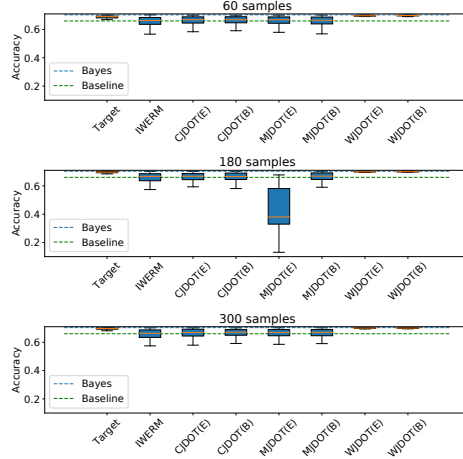 60 samples
Accuracy
0.6
0.4
0.2
Bayes
Baseline
Target
IWERM
CJDOT(E)
CJDOT(B)
MJDOT(E)
MJDOT(B)
WJDOT(E)
WJDOT(B)
180 samples
Accuracy
0.6
0.4
0.2
Bayes
Baseline
Target
IWERM
CJDOT(E)
CJDOT(B)
MJDOT(E)
MJDOT(B)
WJDOT(E)
WJDOT(B)
300 samples
Accuracy
0.6
0.4
0.2
Bayes
Baseline
Target
IWERM
CJDOT(E)
CJDOT(B)
MJDOT(E)
MJDOT(B)
WJDOT(E)
WJDOT(B)